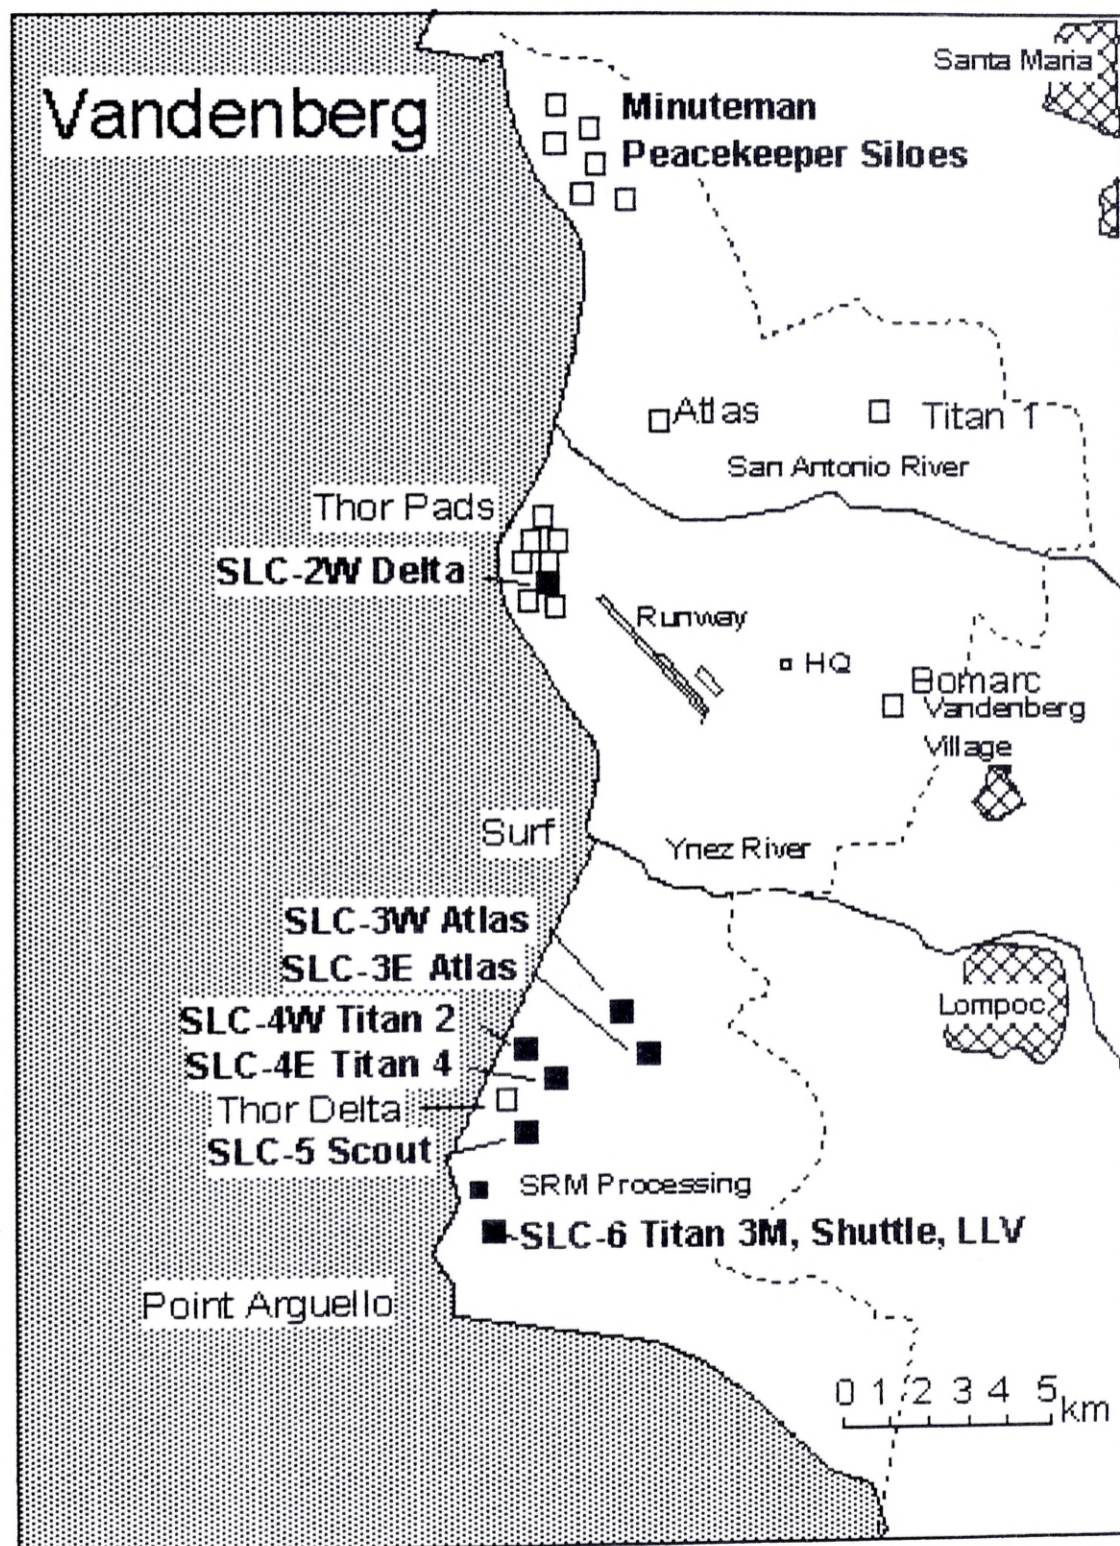 Santa Maria
Vandenberg
Minuteman
Peacekeeper Siloes
Atlas
Titan 1
San Antonio River
Thor Pads
SLC-2W Delta
Runway
HQ
Bomarc
Vandenberg
Village
Surf
Ynez River
SLC-3W Atlas
SLC-3E Atlas
Lompoc
SLC-4W Titan 2
SLC-4E Titan 4
Thor Delta
SLC-5 Scout
SRM Processing
SLC-6 Titan 3M, Shuttle, LLV
Point Arguello
0 1 2 3 4 5 km